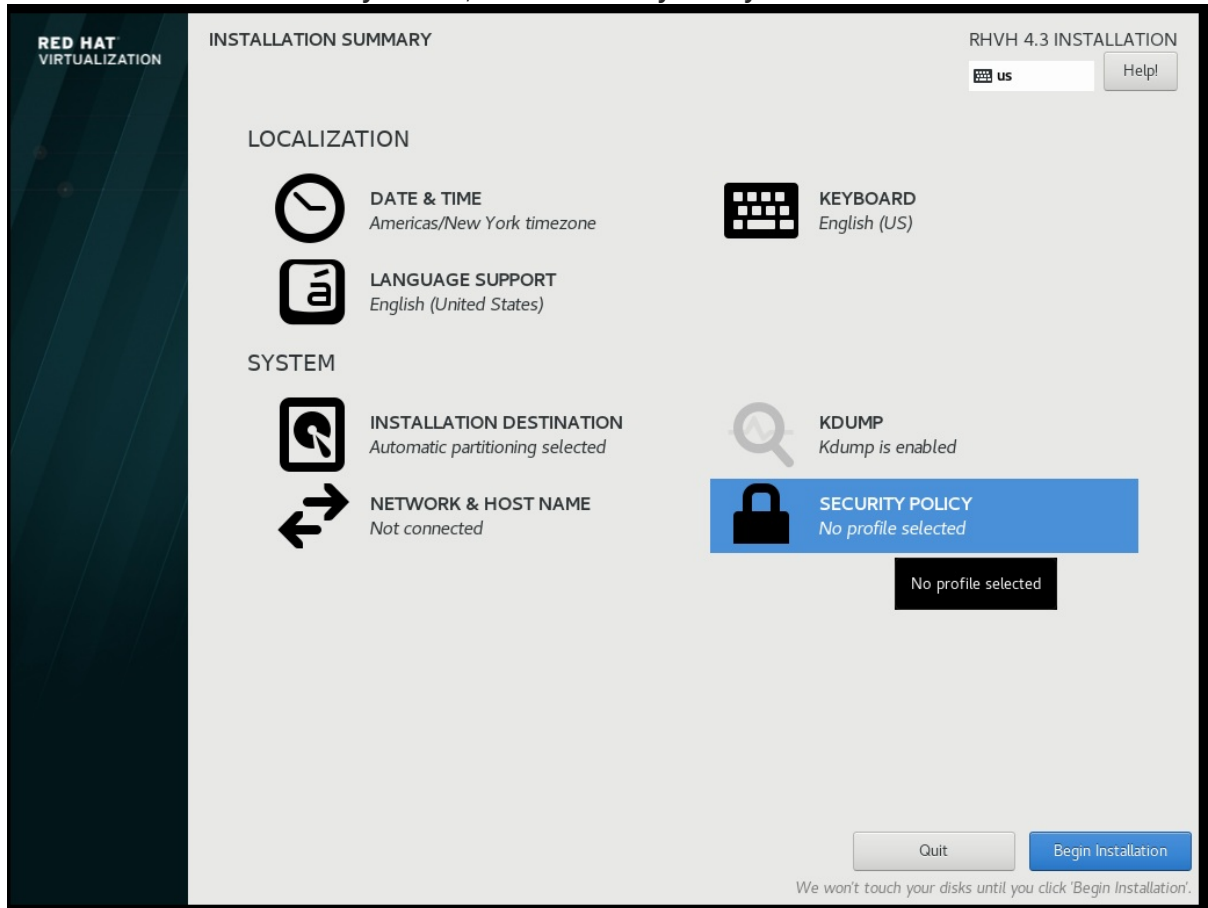 RED HAT
VIRTUALIZATION
INSTALLATION SUMMARY
RHVH 4.3 INSTALLATION
us
Help!
LOCALIZATION
DATE & TIME
Americas/New York timezone
KEYBOARD
English (US)
á
LANGUAGE SUPPORT
English (United States)
SYSTEM
INSTALLATION DESTINATION
Automatic partitioning selected
KDUMP
Kdump is enabled
NETWORK & HOST NAME
Not connected
SECURITY POLICY
No profile selected
No profile selected
Quit
Begin Installation
We won't touch your disks until you click 'Begin Installation'.